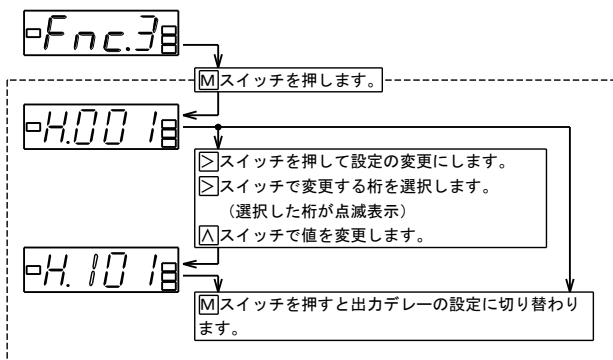 Fnc.3
Mスイッチを押します。
H.001
>スイッチを押して設定の変更にします。
>スイッチで変更する桁を選択します。
(選択した桁が点滅表示)
∧スイッチで値を変更します。
H.101
Mスイッチを押すと出力デレーの設定に切り替わり
ます。